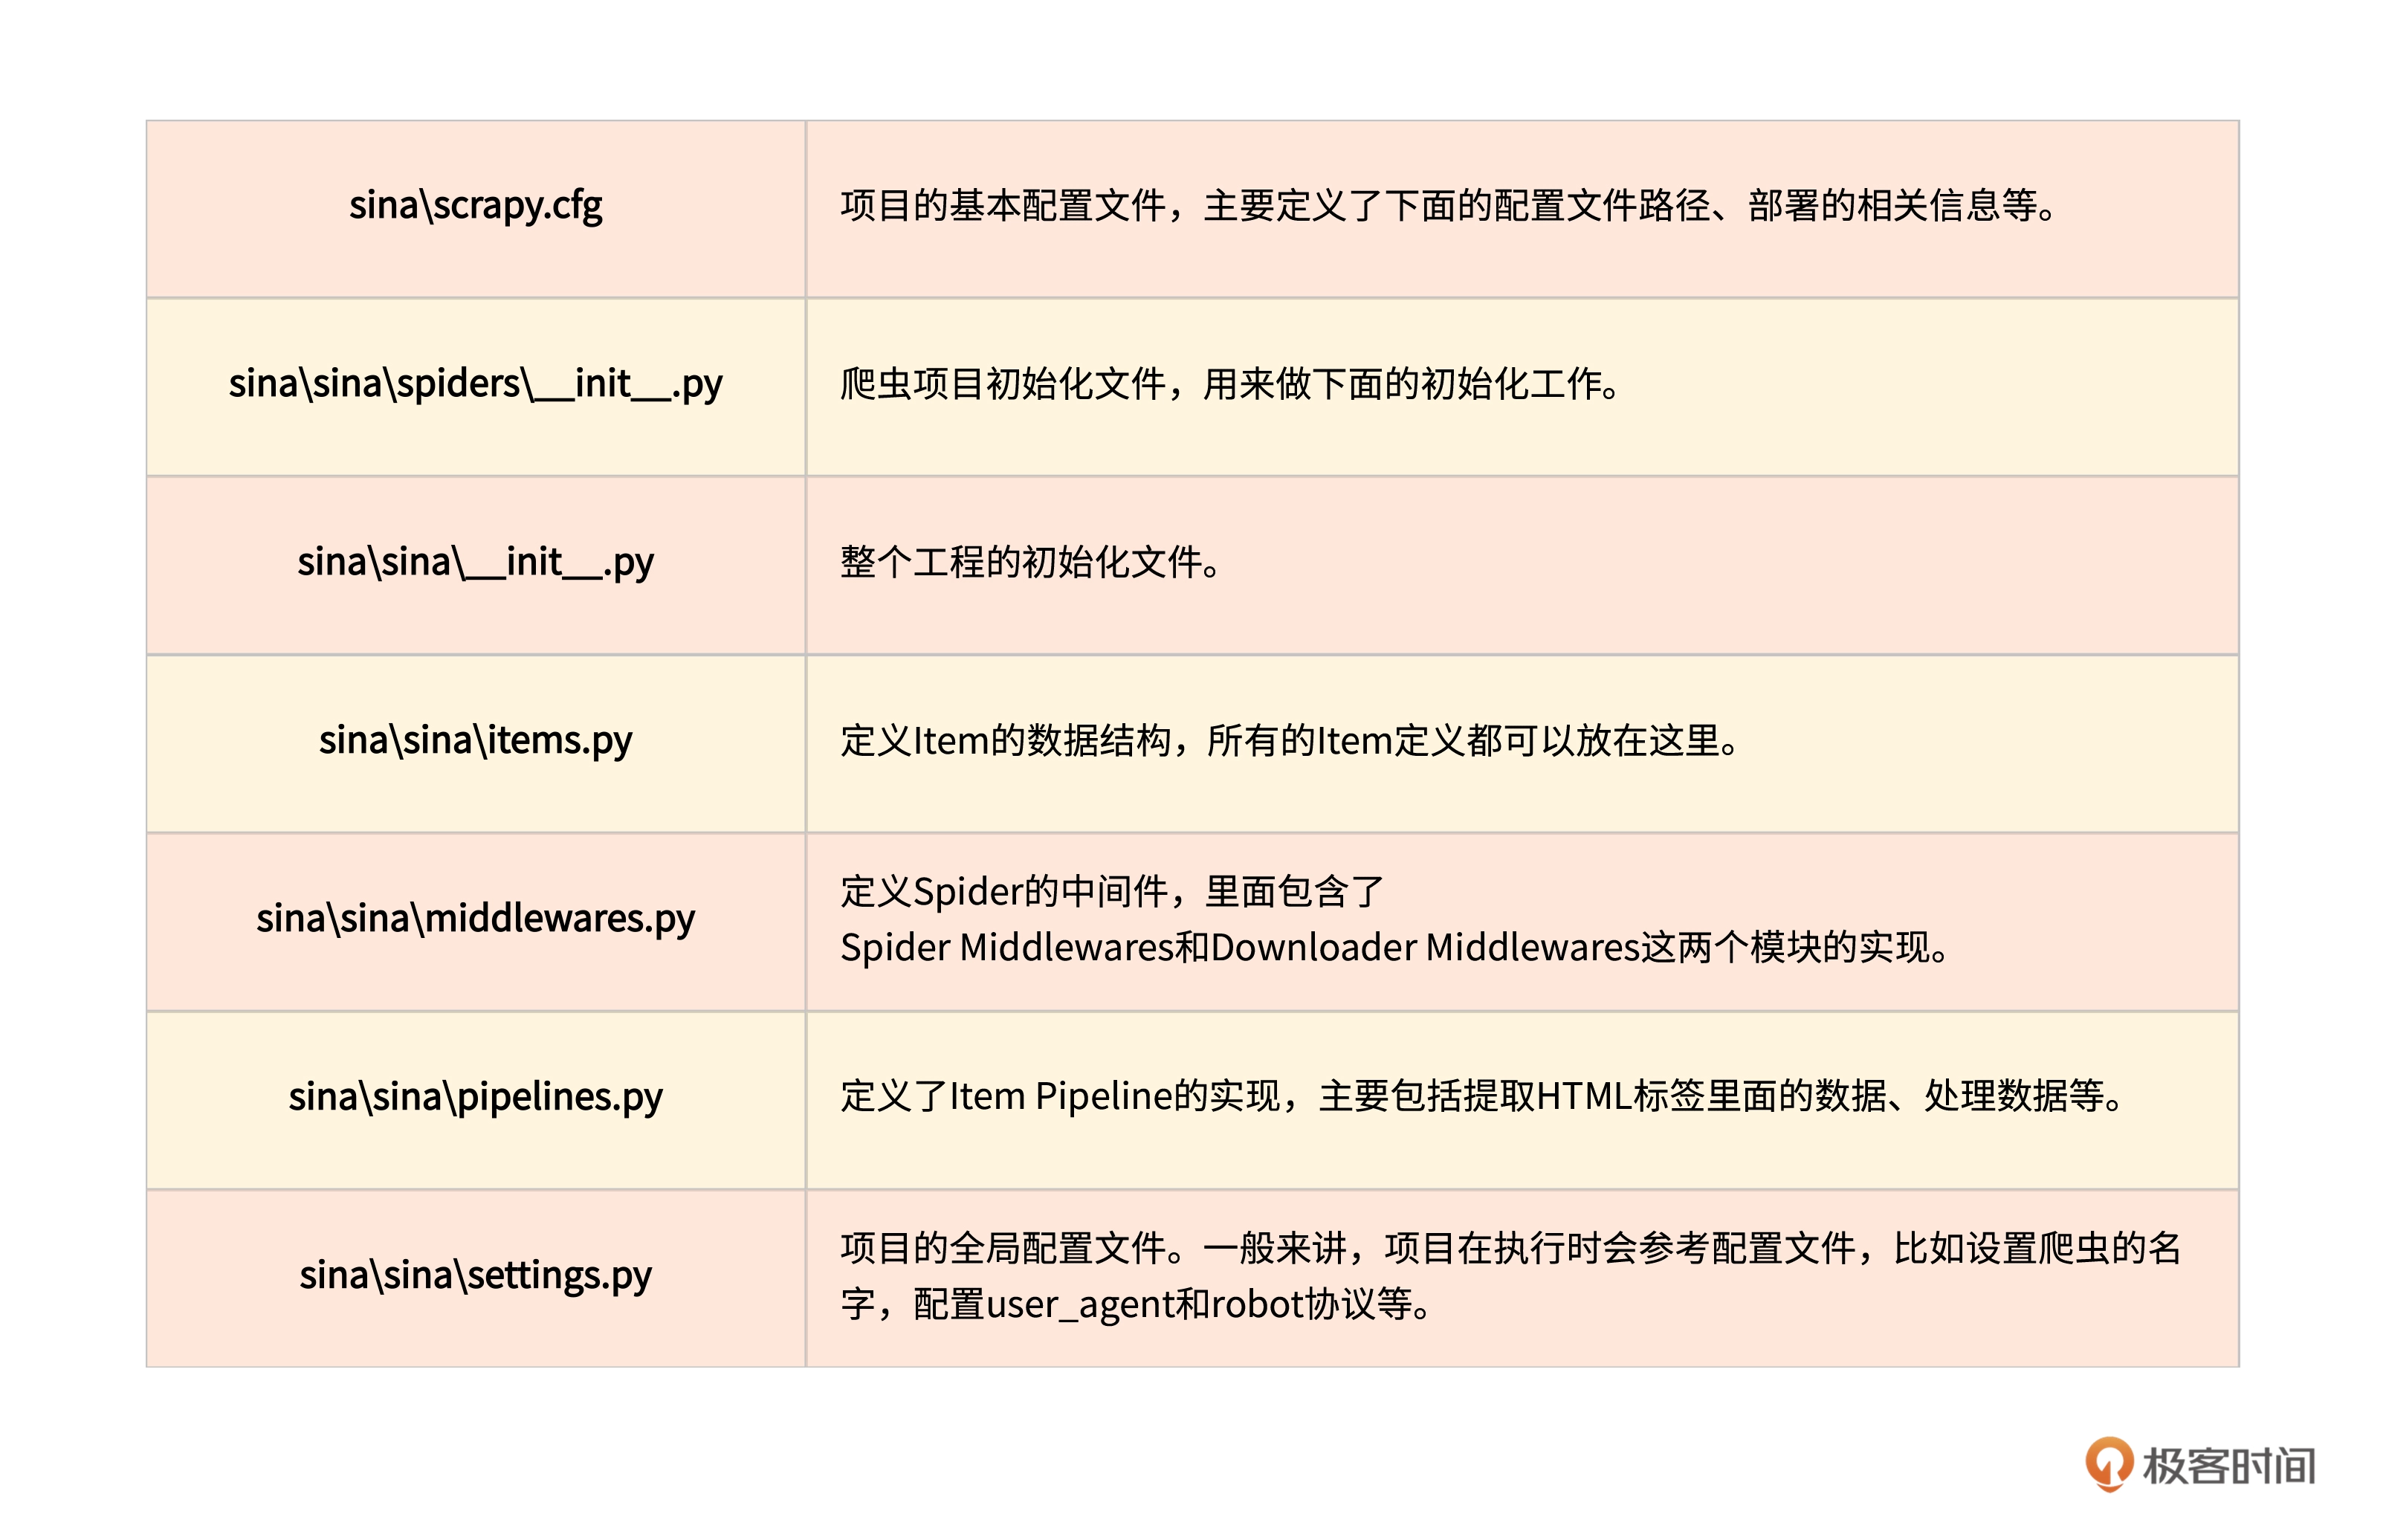 sina\scrapy.cfg
项目的基本配置文件，主要定义了下面的配置文件路径、部署的相关信息等。
sina\sina\spiders\__init__.py
爬虫项目初始化文件，用来做下面的初始化工作。
sina\sina\__init__.py
整个工程的初始化文件。
sina\sina\items.py
定义Item的数据结构，所有的Item定义都可以放在这里。
sina\sina\middlewares.py
定义Spider的中间件，里面包含了
Spider Middlewares和Downloader Middlewares这两个模块的实现。
sina\sina\pipelines.py
定义了Item Pipeline的实现，主要包括提取HTML标签里面的数据、处理数据等。
sina\sina\settings.py
项目的全局配置文件。一般来讲，项目在执行时会参考配置文件，比如设置爬虫的名
字，配置user_agent和robot协议等。
极客时间